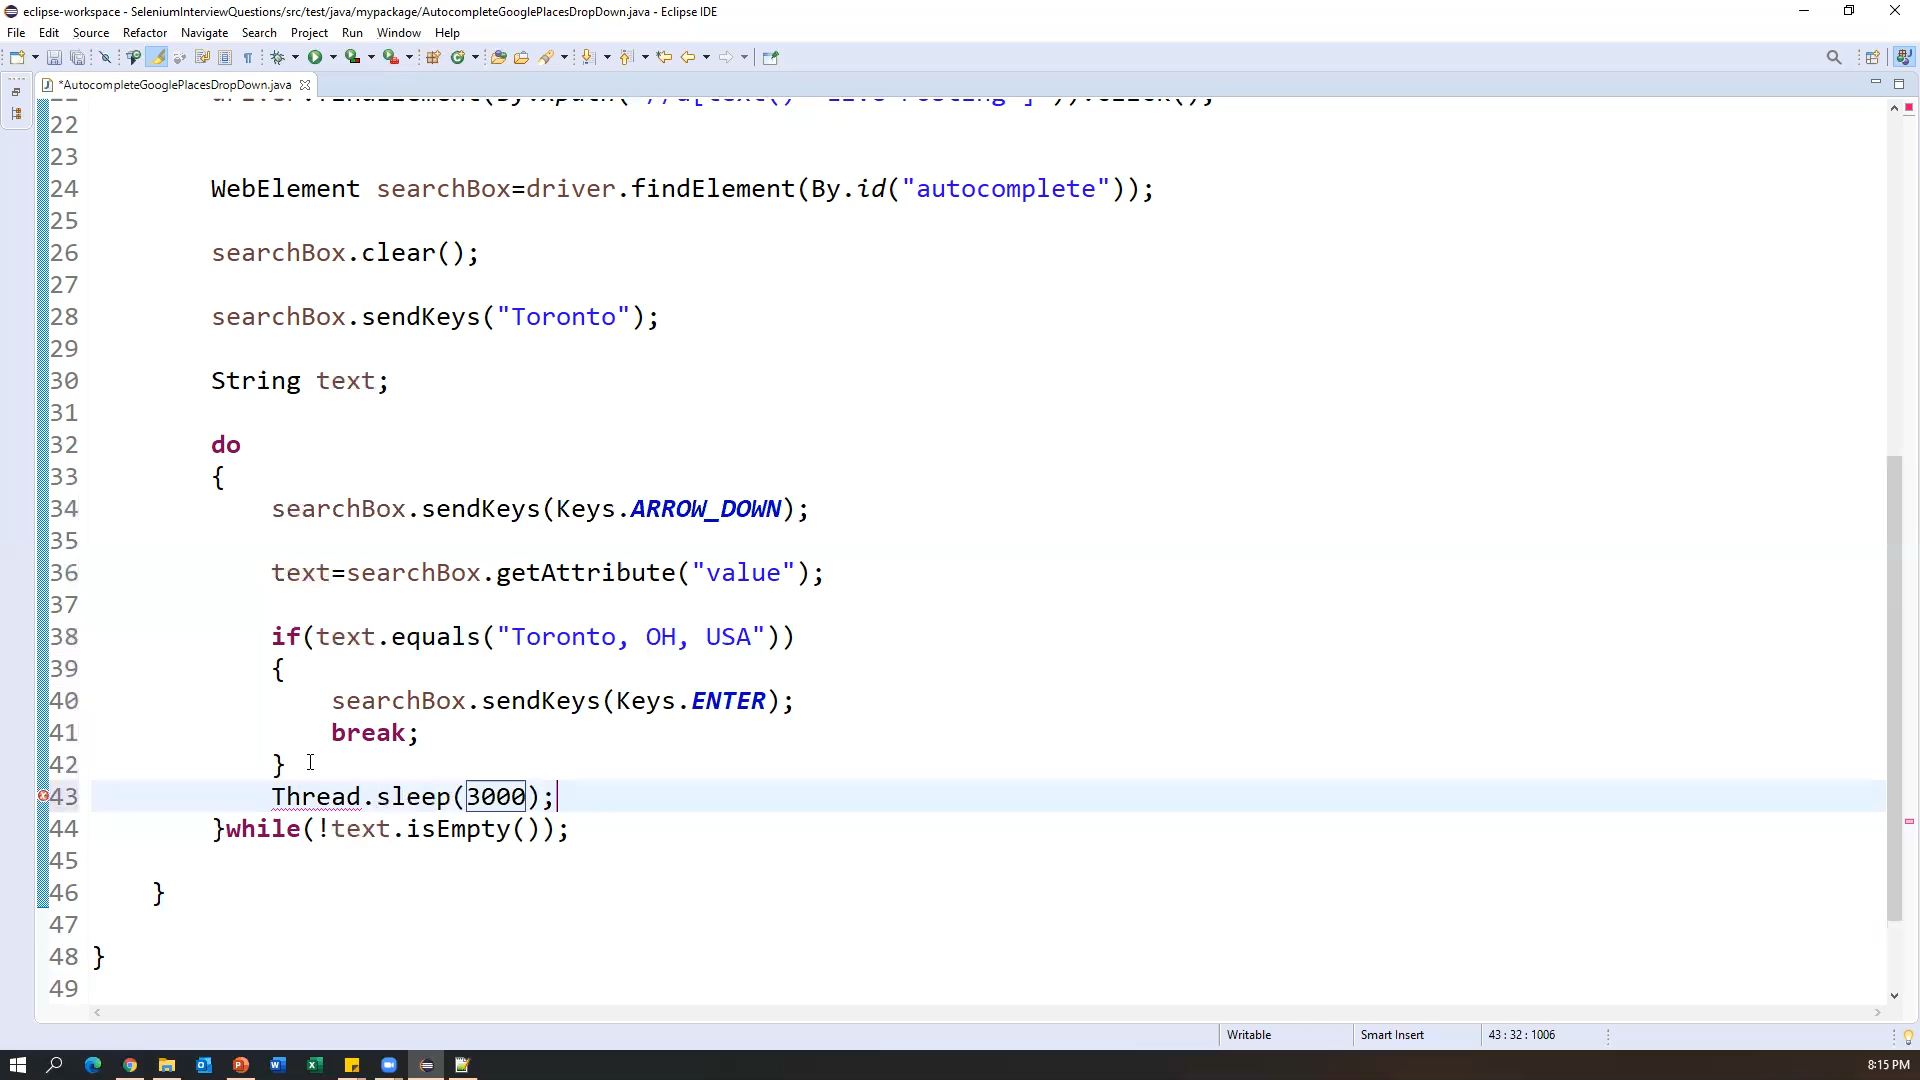 eclipse-workspace - SeleniumInterviewQuestions/src/test/java/mypackage/AutocompleteGooglePlacesDropDown.java - Eclipse IDE
File Edit Source Refactor Navigate Search Project Run Window Help
*AutocompleteGooglePlacesDropDown.java
22
23
24 WebElement searchBox=driver.findElement(By.id("autocomplete"));
25
26 searchBox.clear();
27
28 searchBox.sendKeys("Toronto");
29
30 String text;
31
32 do
33 {
34 searchBox.sendKeys(Keys.ARROW_DOWN);
35
36 text=searchBox.getAttribute("value");
37
38 if(text.equals("Toronto, OH, USA"))
39 {
40 searchBox.sendKeys(Keys.ENTER);
41 break;
42 }
43 Thread.sleep(3000);
44 }while(!text.isEmpty());
45
46 }
47
48 }
49
Writable Smart Insert 43 : 32 : 1006
8:15 PM